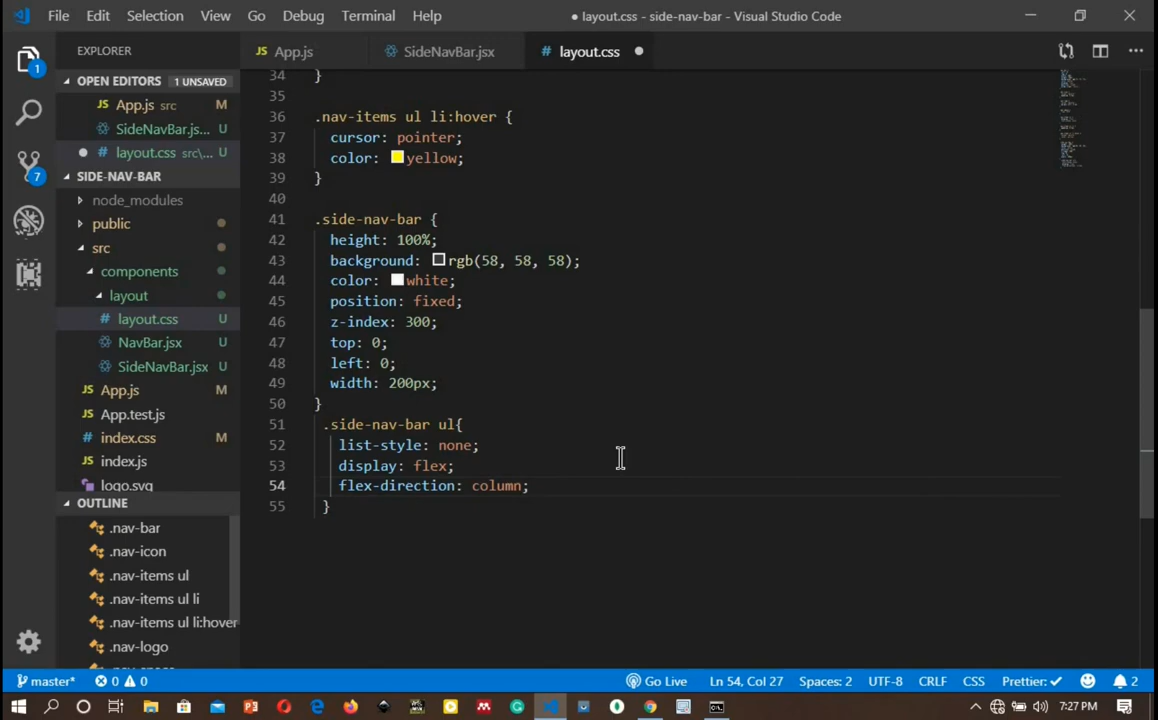 File Edit Selection View Go Debug Terminal Help ● layout.css - side-nav-bar - Visual Studio Code
EXPLORER
OPEN EDITORS 1 UNSAVED
App.js src M
SideNavBar.js... U
layout.css src\... U
SIDE-NAV-BAR
node_modules
public
src
components
layout
layout.css U
NavBar.jsx U
SideNavBar.jsx U
App.js M
App.test.js
index.css M
index.js
logo.svg
OUTLINE
.nav-bar
.nav-icon
.nav-items ul
.nav-items ul li
.nav-items ul li:hover
.nav-logo
1
7
App.js SideNavBar.jsx layout.css
34 }
35
36 .nav-items ul li:hover {
37 cursor: pointer;
38 color: yellow;
39 }
40
41 .side-nav-bar {
42 height: 100%;
43 background: rgb(58, 58, 58);
44 color: white;
45 position: fixed;
46 z-index: 300;
47 top: 0;
48 left: 0;
49 width: 200px;
50 }
51 .side-nav-bar ul{
52 list-style: none;
53 display: flex;
54 flex-direction: column;
55 }
master* 0 0 Go Live Ln 54, Col 27 Spaces: 2 UTF-8 CRLF CSS Prettier: ✓ 2
7:27 PM